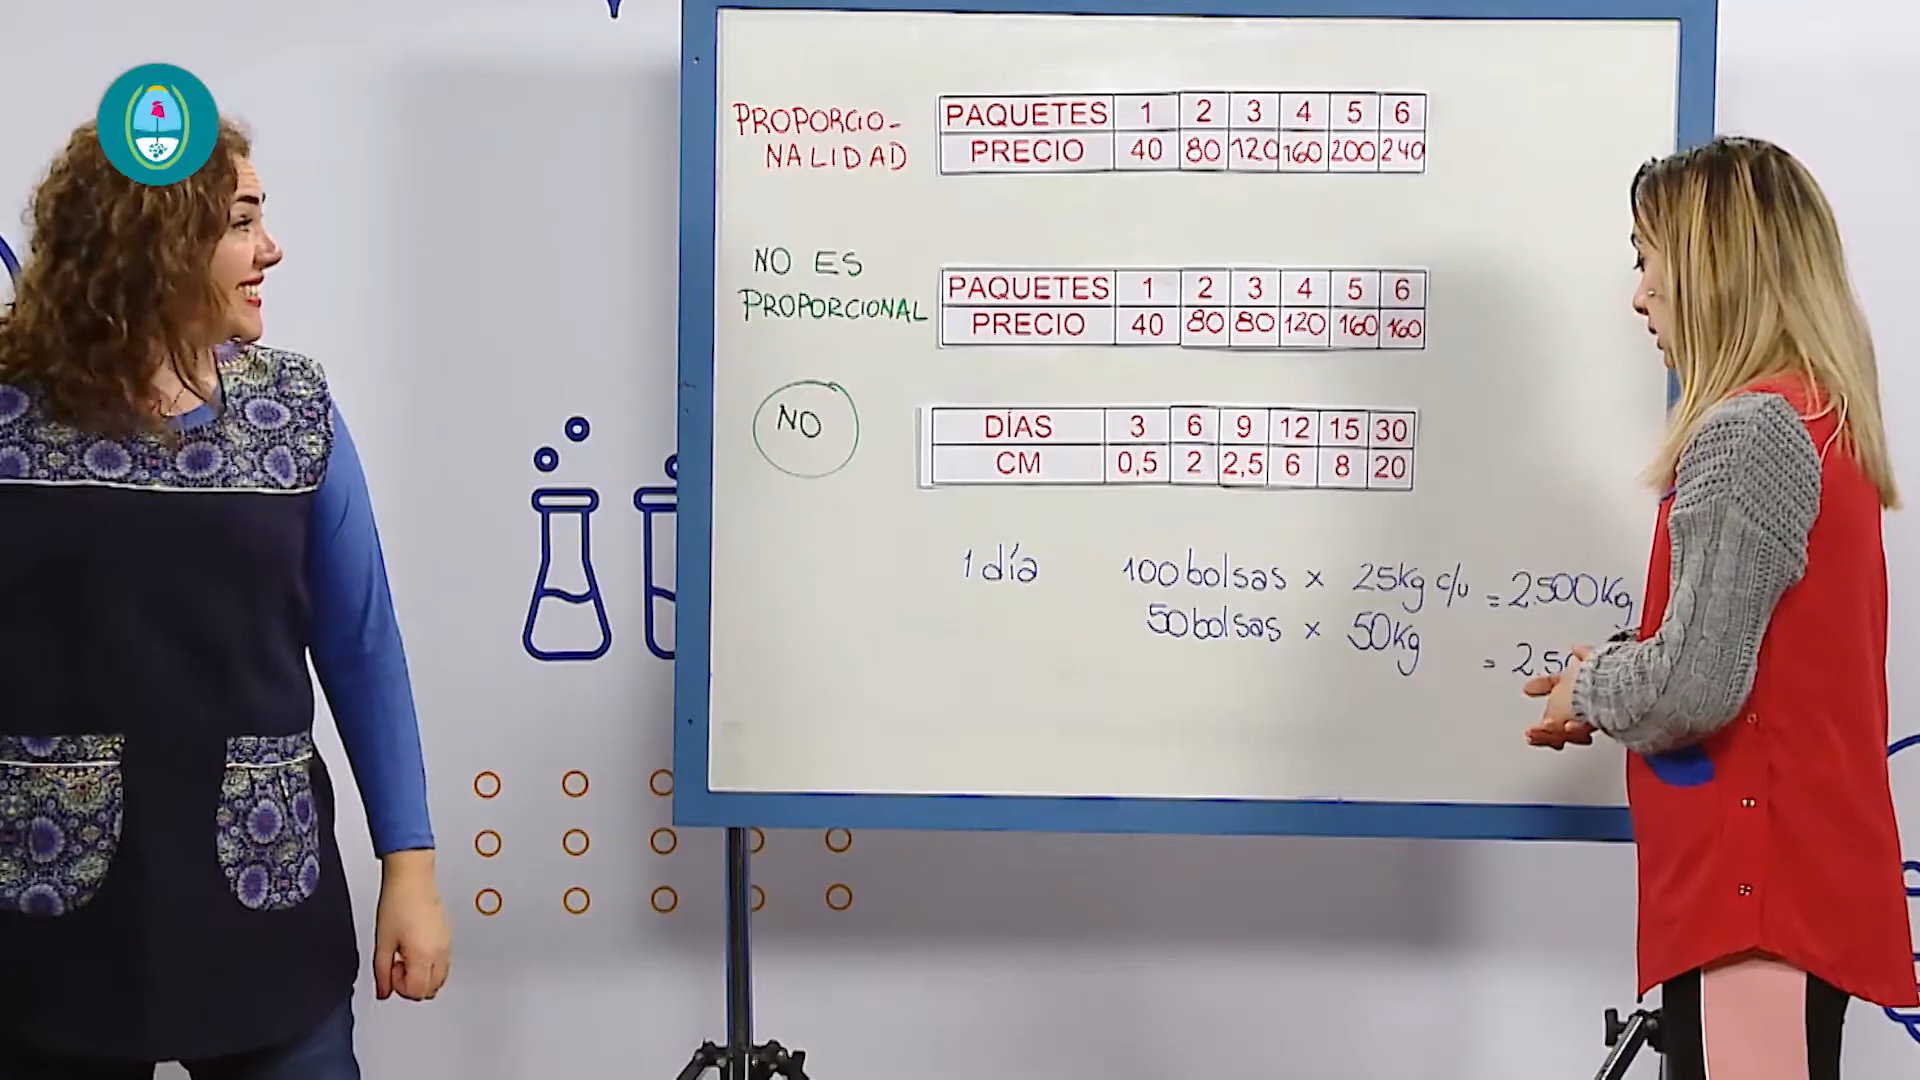 PROPORCIO-
NALIDAD
PAQUETES 1 2 3 4 5 6
PRECIO 40 80 120 160 200 240
NO ES
PROPORCIONAL
PAQUETES 1 2 3 4 5 6
PRECIO 40 80 80 120 160 160
NO
DÍAS 3 6 9 12 15 30
CM 0,5 2 2,5 6 8 20
1 día 100 bolsas x 25kg c/u = 2.500Kg
50 bolsas x 50Kg = 2.50